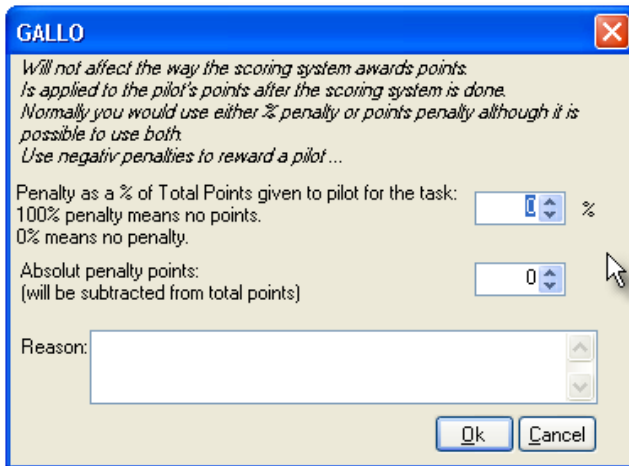 GALLO
Will not affect the way the scoring system awards points.
Is applied to the pilot's points after the scoring system is done.
Normally you would use either % penalty or points penalty although it is
possible to use both.
Use negativ penalties to reward a pilot ...
Penalty as a % of Total Points given to pilot for the task:
100% penalty means no points.
0% means no penalty.
0 %
Absolut penalty points:
(will be subtracted from total points)
0
Reason:
Ok Cancel